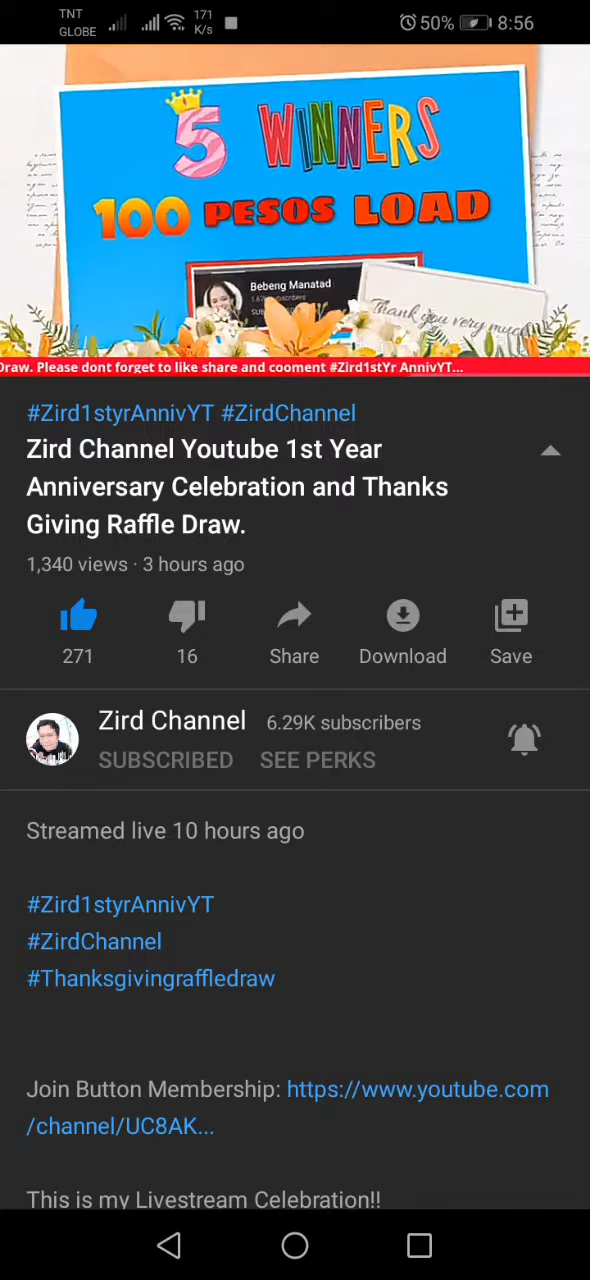 TNT
GLOBE
171
K/s
50%
8:56
5 WINNERS
100 PESOS LOAD
Bebeng Manatad
Thank you very much
Draw. Please dont forget to like share and cooment #Zird1stYr AnnivYT...
#Zird1styrAnnivYT #ZirdChannel
Zird Channel Youtube 1st Year
Anniversary Celebration and Thanks
Giving Raffle Draw.
1,340 views · 3 hours ago
271
16
Share
Download
Save
Zird Channel 6.29K subscribers
SUBSCRIBED SEE PERKS
Streamed live 10 hours ago
#Zird1styrAnnivYT
#ZirdChannel
#Thanksgivingraffledraw
Join Button Membership: https://www.youtube.com
/channel/UC8AK...
This is my Livestream Celebration!!